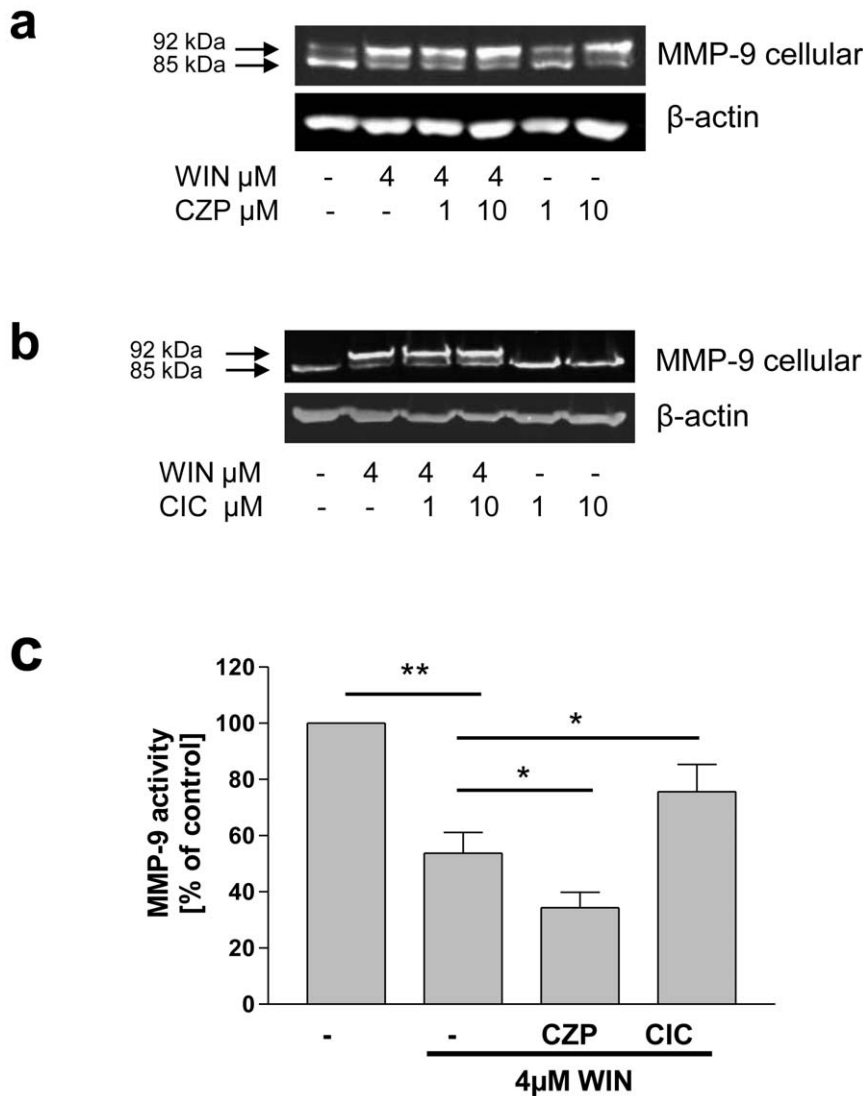 a
92 kDa
85 kDa
MMP-9 cellular
β-actin
WIN µM - 4 4 4 - -
CZP µM - - 1 10 1 10
b
92 kDa
85 kDa
MMP-9 cellular
β-actin
WIN µM - 4 4 4 - -
CIC µM - - 1 10 1 10
c
MMP-9 activity
[% of control]
120
100
80
60
40
20
0
**
*
*
- - CZP CIC
4µM WIN